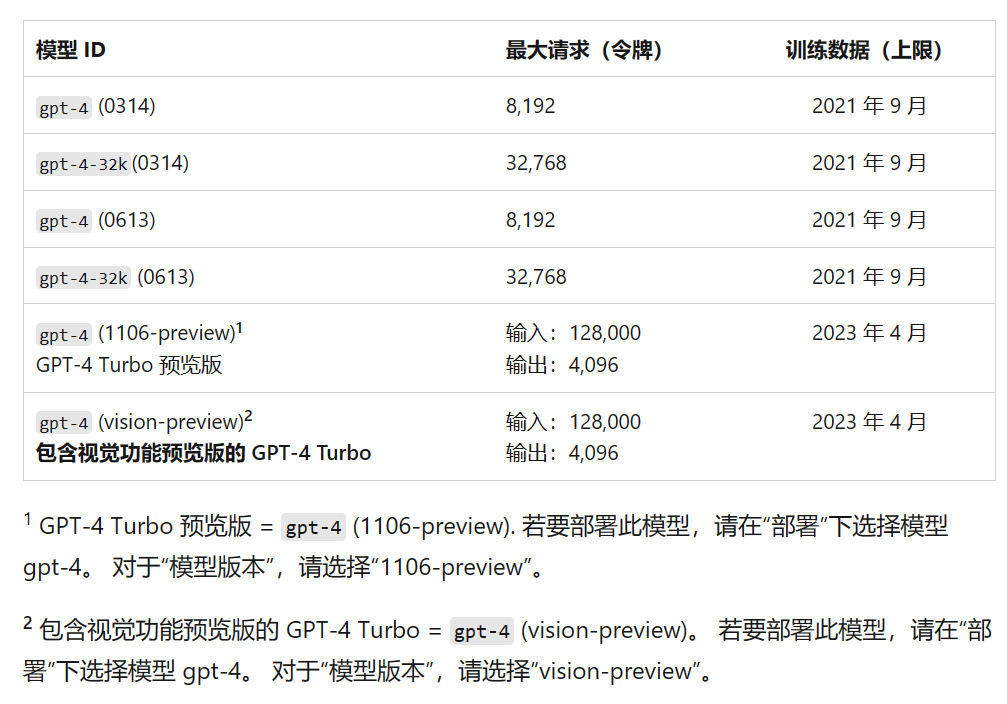 模型 ID 最大请求（令牌） 训练数据（上限）
gpt-4 (0314) 8,192 2021 年 9 月
gpt-4-32k(0314) 32,768 2021 年 9 月
gpt-4 (0613) 8,192 2021 年 9 月
gpt-4-32k (0613) 32,768 2021 年 9 月
gpt-4 (1106-preview)¹ 输入：128,000 2023 年 4 月
GPT-4 Turbo 预览版 输出：4,096
gpt-4 (vision-preview)² 输入：128,000 2023 年 4 月
包含视觉功能预览版的 GPT-4 Turbo 输出：4,096
¹ GPT-4 Turbo 预览版 = gpt-4 (1106-preview). 若要部署此模型，请在“部署”下选择模型
gpt-4。 对于“模型版本”，请选择“1106-preview”。
² 包含视觉功能预览版的 GPT-4 Turbo = gpt-4 (vision-preview)。 若要部署此模型，请在“部
署”下选择模型 gpt-4。 对于“模型版本”，请选择“vision-preview”。